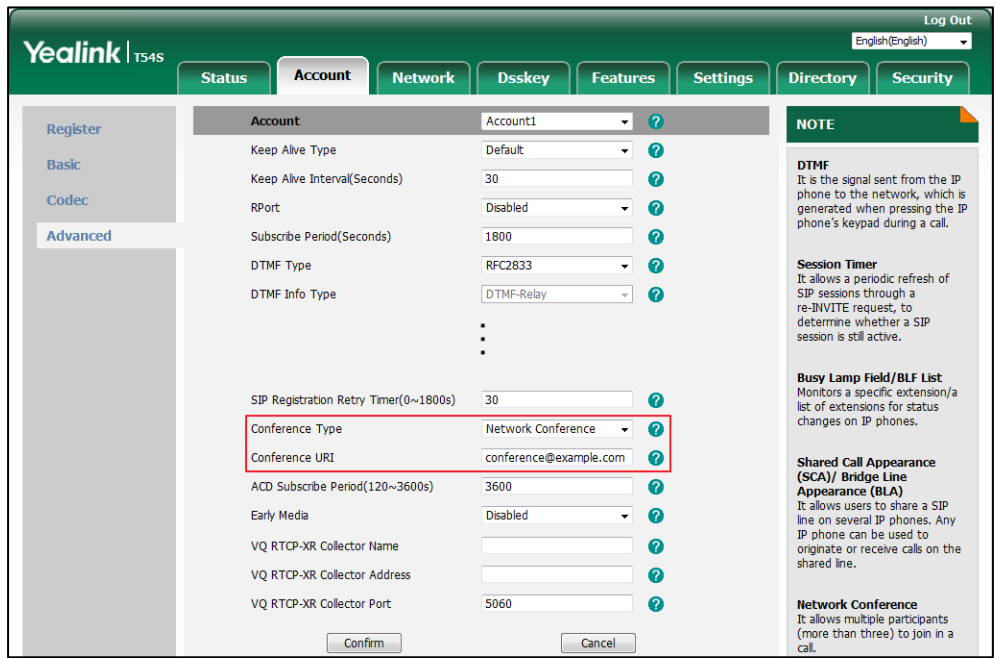 Log Out
Yealink T54S
English(English)
Status Account Network Dsskey Features Settings Directory Security
Register
Basic
Codec
Advanced
Account Account1 ?
Keep Alive Type Default ?
Keep Alive Interval(Seconds) 30 ?
RPort Disabled ?
Subscribe Period(Seconds) 1800 ?
DTMF Type RFC2833 ?
DTMF Info Type DTMF-Relay ?
SIP Registration Retry Timer(0~1800s) 30 ?
Conference Type Network Conference ?
Conference URI conference@example.com ?
ACD Subscribe Period(120~3600s) 3600 ?
Early Media Disabled ?
VQ RTCP-XR Collector Name ?
VQ RTCP-XR Collector Address ?
VQ RTCP-XR Collector Port 5060 ?
Confirm Cancel
NOTE
DTMF
It is the signal sent from the IP
phone to the network, which is
generated when pressing the IP
phone's keypad during a call.
Session Timer
It allows a periodic refresh of
SIP sessions through a
re-INVITE request, to
determine whether a SIP
session is still active.
Busy Lamp Field/BLF List
Monitors a specific extension/a
list of extensions for status
changes on IP phones.
Shared Call Appearance
(SCA)/ Bridge Line
Appearance (BLA)
It allows users to share a SIP
line on several IP phones. Any
IP phone can be used to
originate or receive calls on the
shared line.
Network Conference
It allows multiple participants
(more than three) to join in a
call.